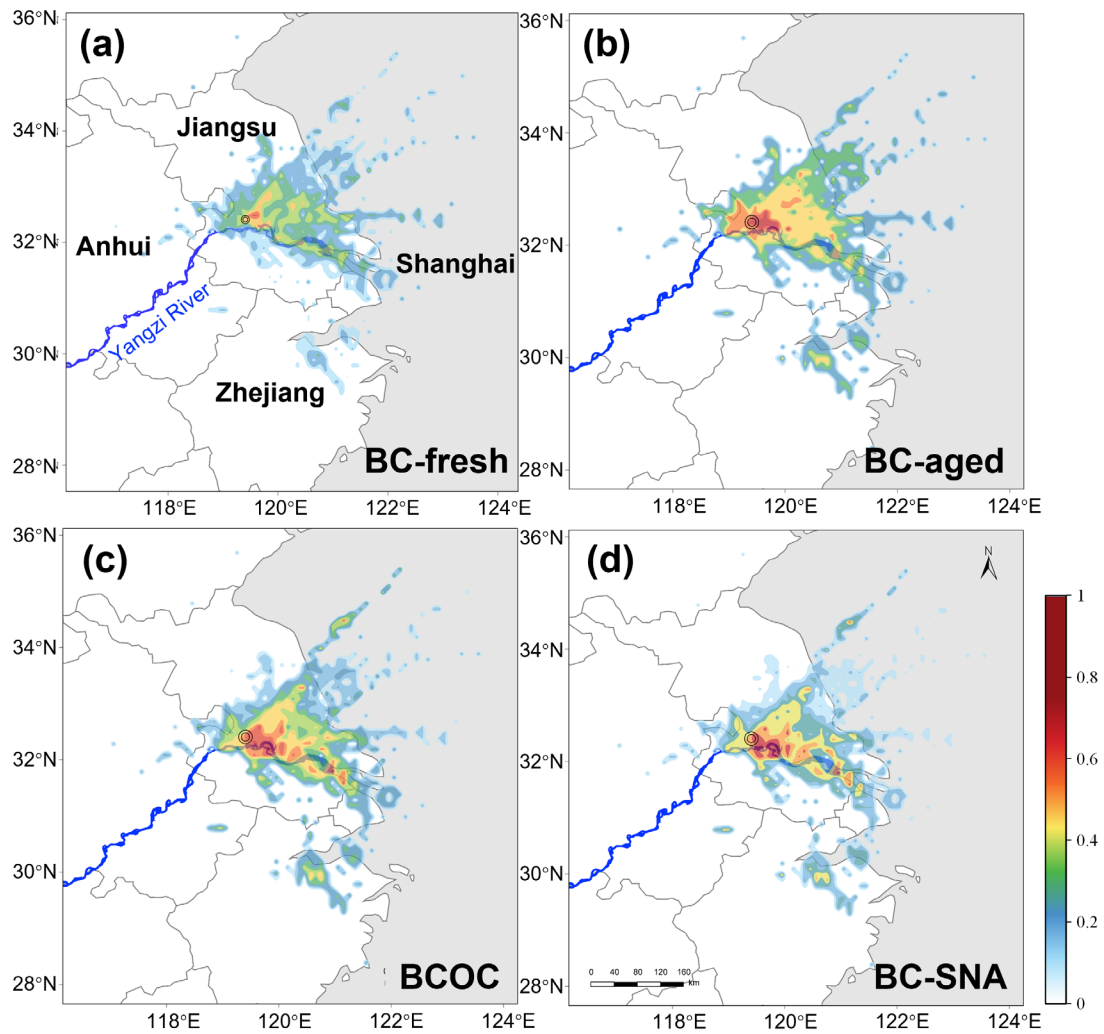 (a)
36°N
34°N
32°N
30°N
28°N
Jiangsu
Anhui
Shanghai
Yangzi River
Zhejiang
BC-fresh
118°E
120°E
122°E
124°E
(b)
36°N
34°N
32°N
30°N
28°N
BC-aged
118°E
120°E
122°E
124°E
(c)
36°N
34°N
32°N
30°N
28°N
BCOC
118°E
120°E
122°E
124°E
(d)
N
36°N
34°N
32°N
30°N
28°N
0 40 80 120 160
km
BC-SNA
118°E
120°E
122°E
124°E
1
0.8
0.6
0.4
0.2
0